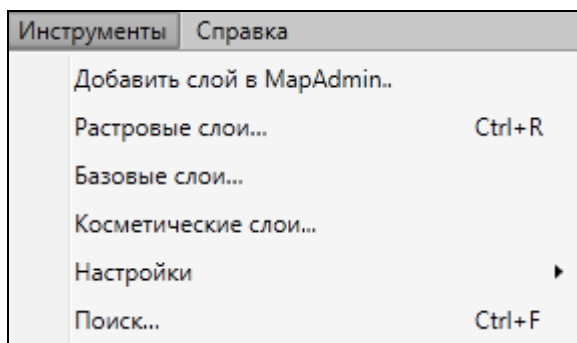 Инструменты Справка
Добавить слой в MapAdmin..
Растровые слои... Ctrl+R
Базовые слои...
Косметические слои...
Настройки
Поиск... Ctrl+F